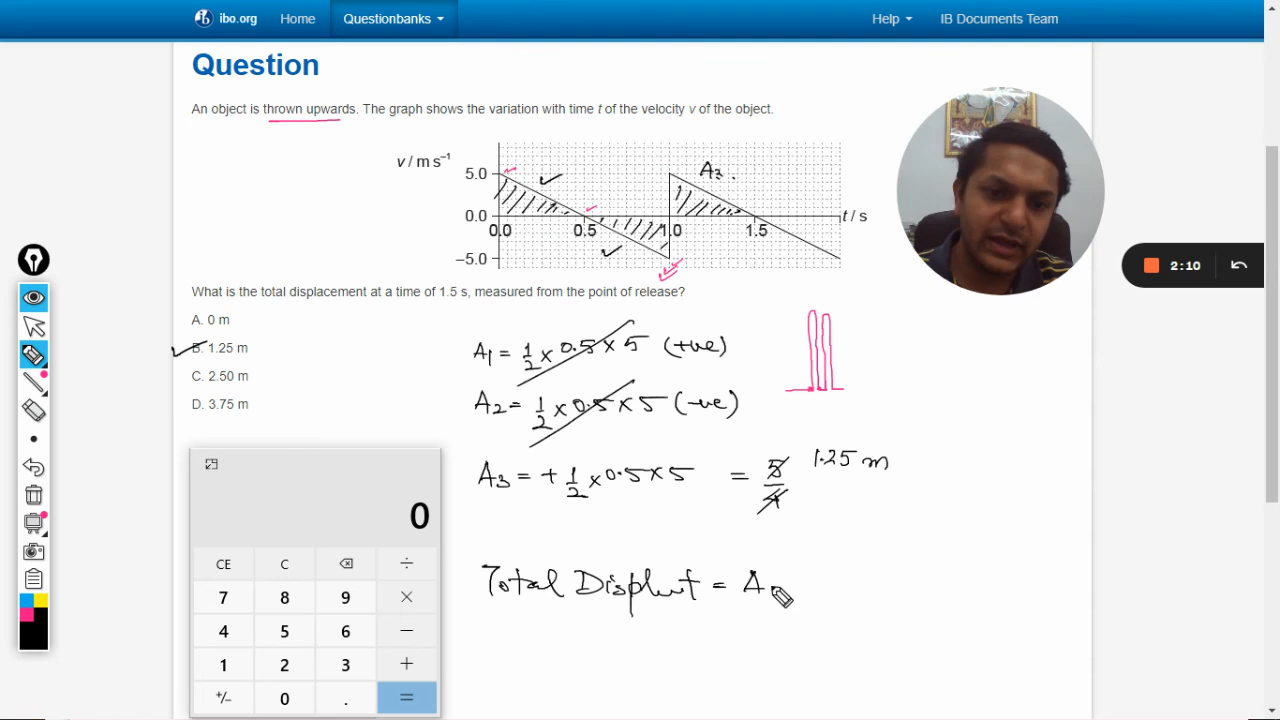 ibo.org Home Questionbanks Help IB Documents Team
Question
An object is thrown upwards. The graph shows the variation with time t of the velocity v of the object.
v / m s⁻¹
5.0
0.0
−5.0
0.0 0.5 1.0 1.5
t / s
A₃
What is the total displacement at a time of 1.5 s, measured from the point of release?
A. 0 m
B. 1.25 m
C. 2.50 m
D. 3.75 m
A₁ = 1/2 × 0.5 × 5 (+ve)
A₂ = 1/2 × 0.5 × 5 (-ve)
A₃ = + 1/2 × 0.5 × 5 = 5/4 1.25 m
Total Displut = A
2:10
0
CE C ⌫ ÷
7 8 9 ×
4 5 6 −
1 2 3 +
+/− 0 . =